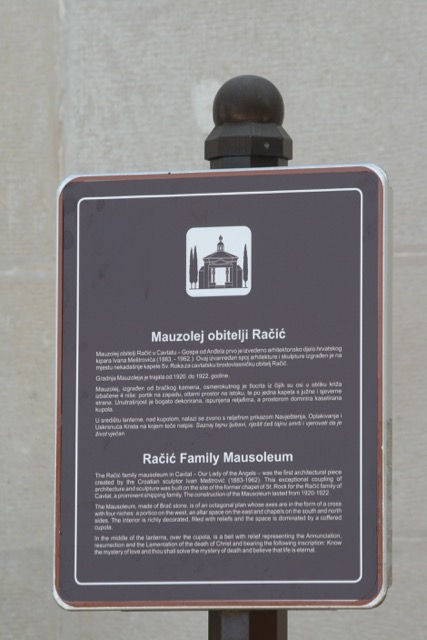 Mauzolej obitelji Račić
Mauzolej obitelji Račić u Cavtatu – Gospa od Anđela prvo je izvedeno arhitektonsko djelo hrvatskog
kipara Ivana Meštrovića (1883. - 1962.). Ovaj izvanredan spoj arhitekture i skulpture izgrađen je na
mjestu nekadašnje kapele Sv. Roka za cavtatsku brodovlasničku obitelj Račić.
Gradnja Mauzoleja je trajala od 1920. do 1922. godine.
Mauzolej, izgrađen od bračkog kamena, osmerokutnog je tlocrta iz čijih su osi u obliku križa
izbačene 4 niše: portik na zapadu, oltarni prostor na istoku, te po jedna kapela s južne i sjeverne
strane. Unutrašnjost je bogato dekorirana, ispunjena reljefima, a prostorom dominira kasetirana
kupola.
U središtu lanterne, nad kupolom, nalazi se zvono s reljefnim prikazom Navještenja, Oplakivanja i
Uskrsnuća Krista na kojem teče natpis: Saznaj tajnu ljubavi, riješit ćeš tajnu smrti i vjerovati da je
život vječan.
Račić Family Mausoleum
The Račić family mausoleum in Cavtat – Our Lady of the Angels – was the first architectural piece
created by the Croatian sculptor Ivan Meštrović (1883-1962). This exceptional coupling of
architecture and sculpture was built on the site of the former chapel of St. Rock for the Račić family of
Cavtat, a prominent shipping family. The construction of the Mausoleum lasted from 1920-1922.
The Mausoleum, made of Brač stone, is of an octagonal plan whose axes are in the form of a cross
with four niches: a portico on the west, an altar space on the east and chapels on the south and north
sides. The interior is richly decorated, filled with reliefs and the space is dominated by a coffered
cupola.
In the middle of the lanterns, over the cupola, is a bell with relief representing the Annunciation,
resurrection and the Lamentation of the death of Christ and bearing the following inscription: Know
the mystery of love and thou shall solve the mystery of death and believe that life is eternal.